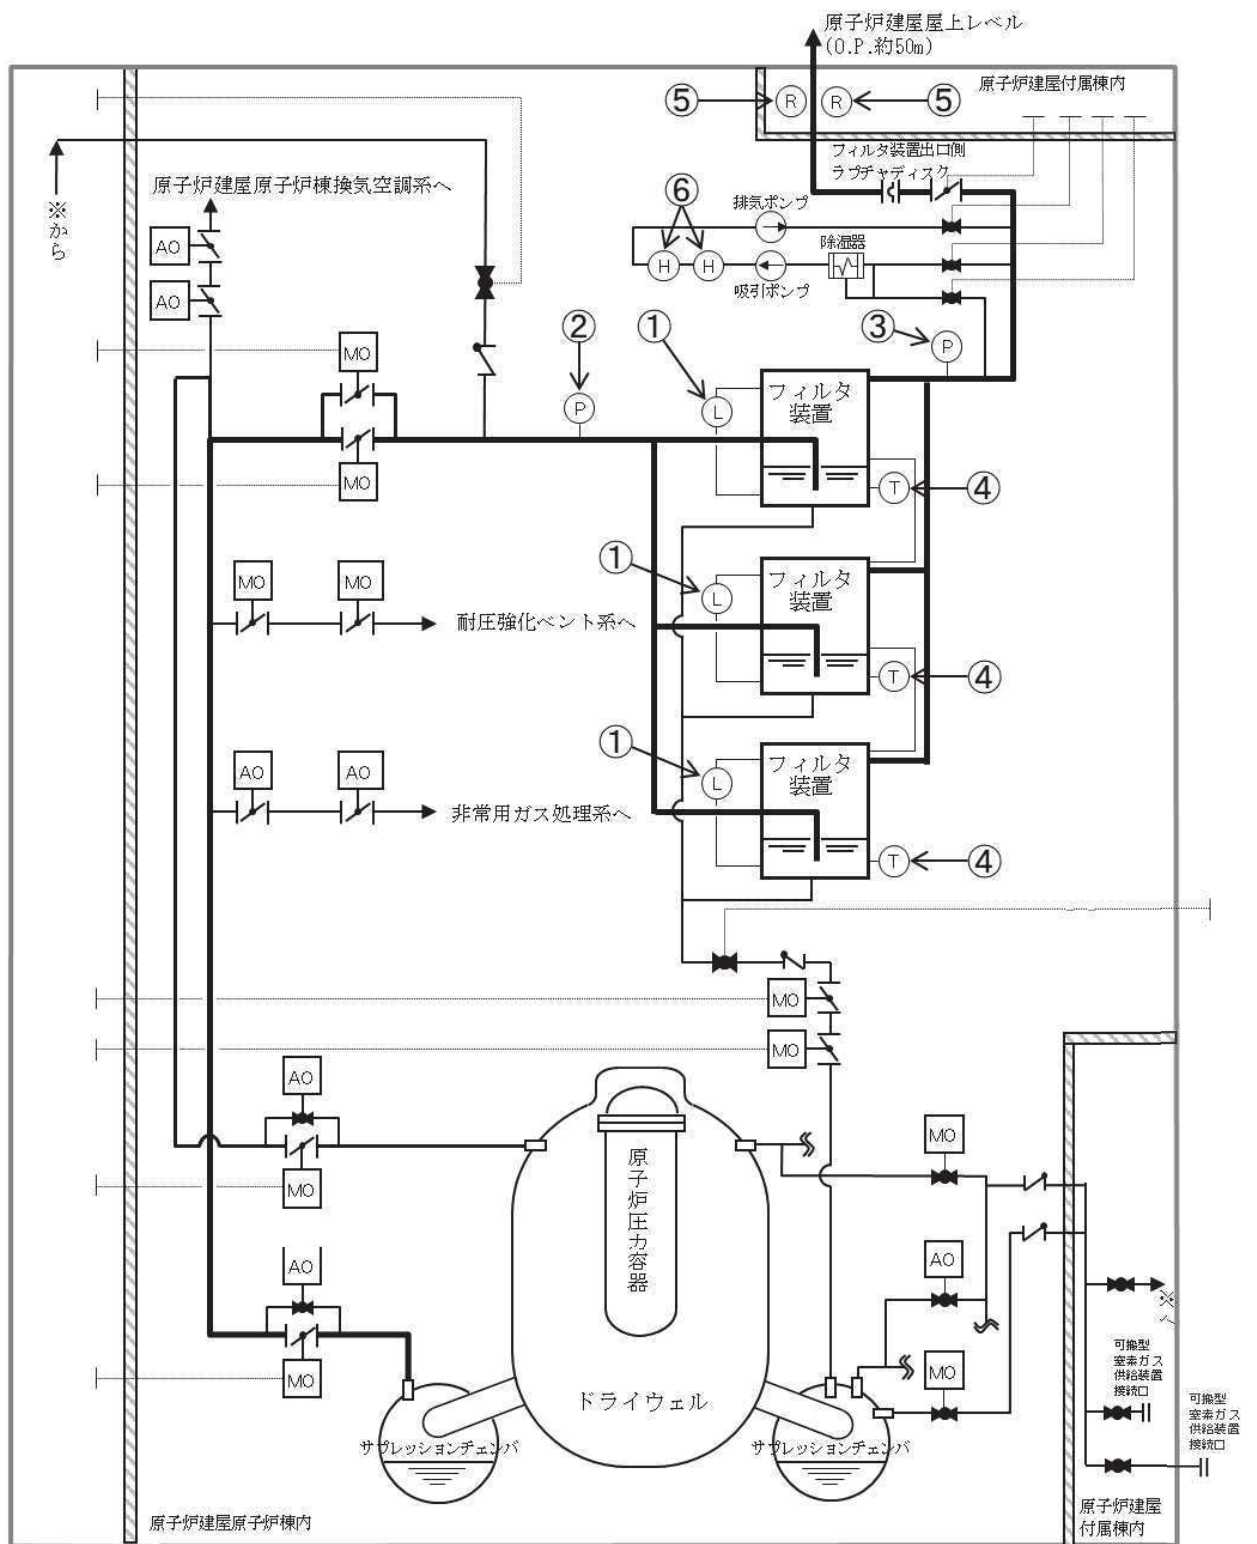 原子炉建屋屋上レベル
(O.P.約50m)
⑤
R
R
⑤
原子炉建屋付属棟内
フィルタ装置出口側
ラプチャディスク
原子炉建屋原子炉棟換気空調系へ
※から
⑥
排気ポンプ
除湿器
AO
H
H
吸引ポンプ
AO
②
①
③
MO
P
フィルタ
装置
P
L
MO
T
④
①
MO
MO
フィルタ
装置
L
耐圧強化ベント系へ
T
④
①
AO
AO
フィルタ
装置
L
非常用ガス処理系へ
T
④
MO
MO
AO
MO
MO
原子炉圧力容器
AO
AO
※へ
MO
MO
ドライウェル
可搬型
窒素ガス
供給装置
接続口
可搬型
窒素ガス
供給装置
接続口
サプレッションチェンバ
サプレッションチェンバ
原子炉建屋原子炉棟内
原子炉建屋
付属棟内